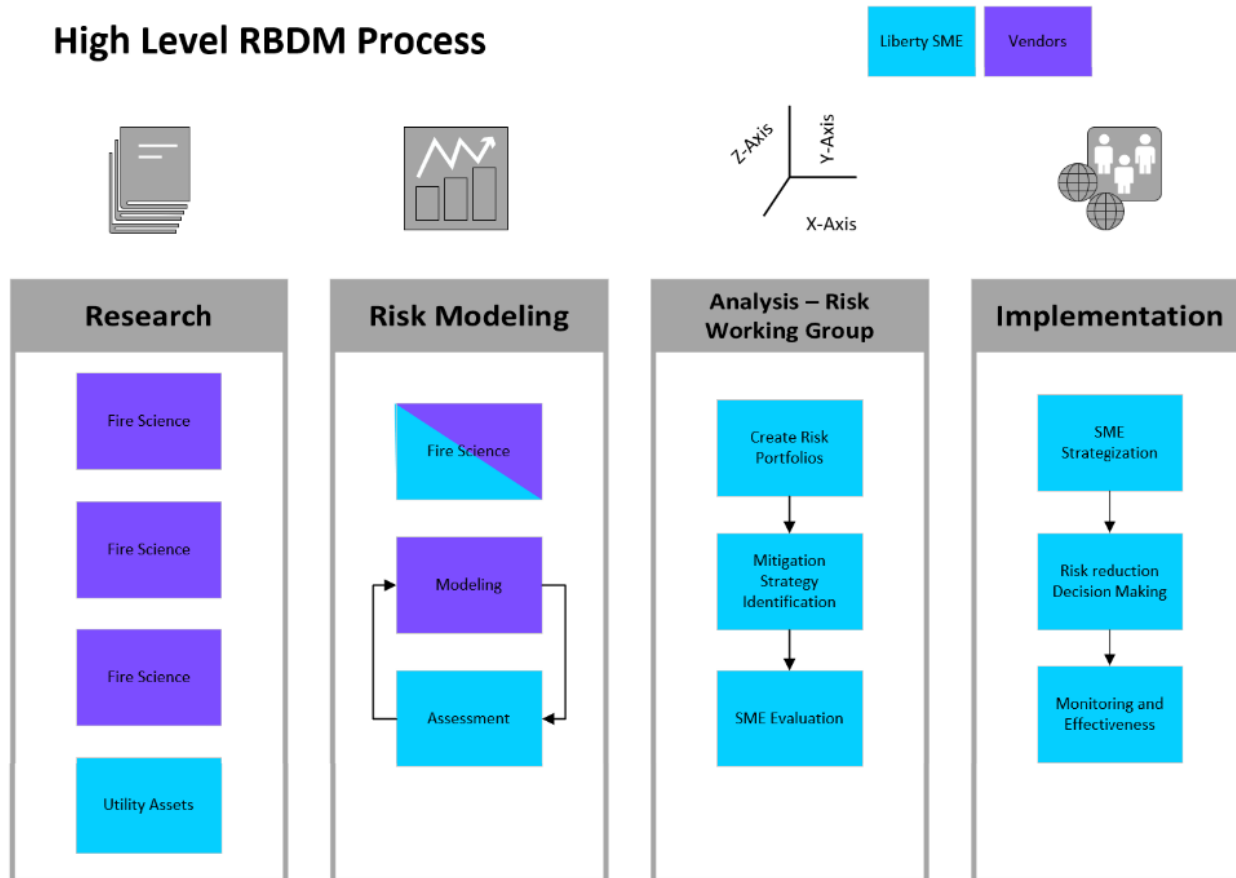 High Level RBDM Process
Liberty SME
Vendors
Z-Axis
Y-Axis
X-Axis
Research
Fire Science
Fire Science
Fire Science
Utility Assets
Risk Modeling
Fire Science
Modeling
Assessment
Analysis – Risk
Working Group
Create Risk
Portfolios
Mitigation
Strategy
Identification
SME Evaluation
Implementation
SME
Strategization
Risk reduction
Decision Making
Monitoring and
Effectiveness